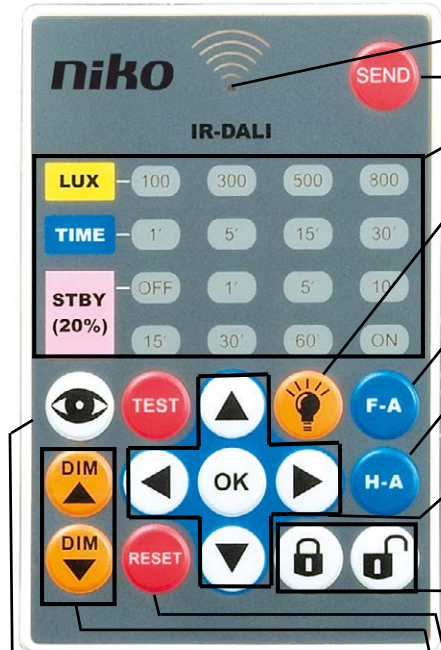 niko
SEND
IR-DALI
LUX 100 300 500 800
TIME 1' 5' 15' 30'
STBY OFF 1' 5' 10'
(20%) 15' 30' 60' ON
TEST F-A
DIM OK H-A
DIM RESET